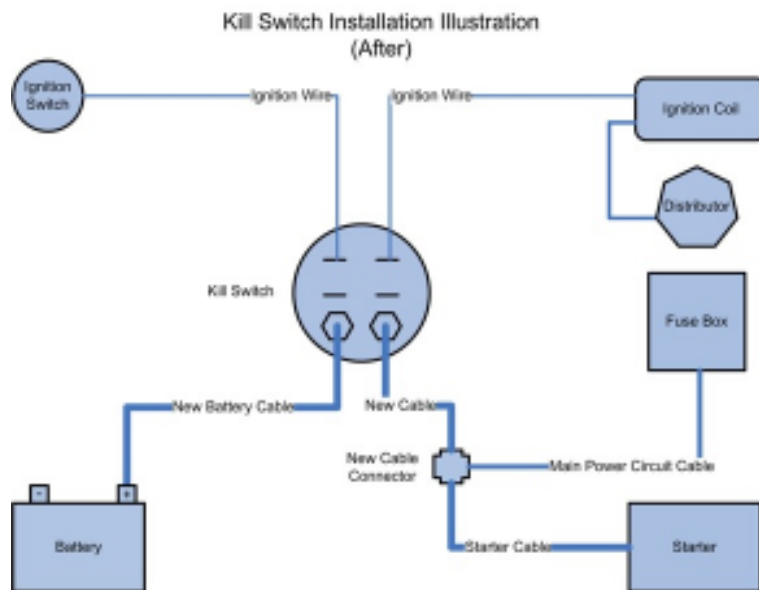 Kill Switch Installation Illustration
(After)
Ignition
Switch
Ignition Wire
Ignition Wire
Ignition Coil
Distributor
Kill Switch
Fuse Box
New Battery Cable
New Cable
New Cable
Connector
Main Power Circuit Cable
-
+
Battery
Starter Cable
Starter